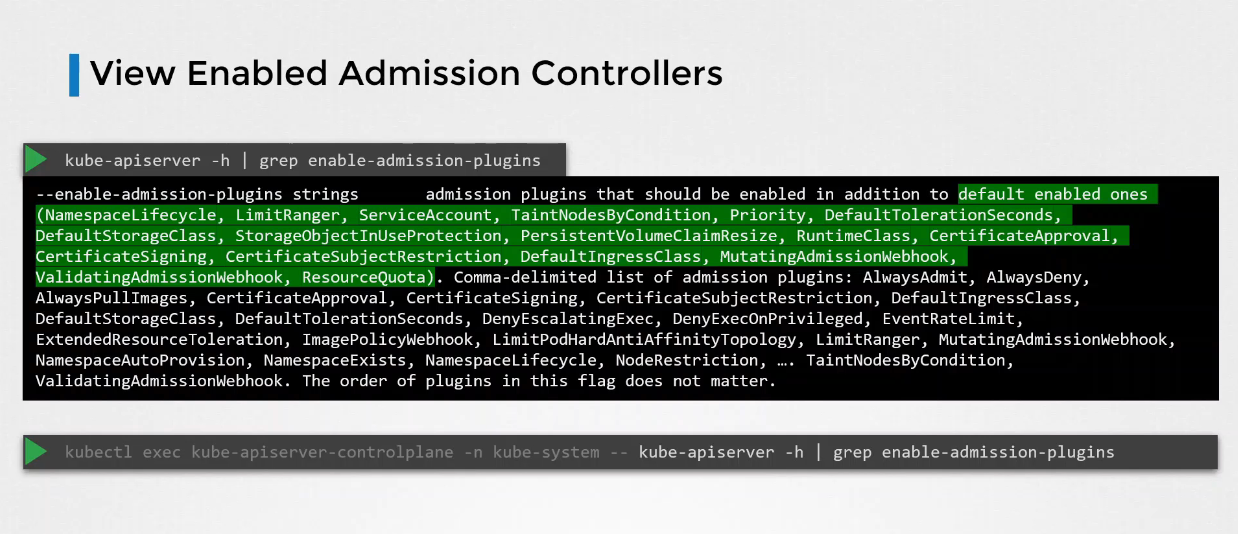 View Enabled Admission Controllers
kube-apiserver -h | grep enable-admission-plugins
--enable-admission-plugins strings       admission plugins that should be enabled in addition to default enabled ones
(NamespaceLifecycle, LimitRanger, ServiceAccount, TaintNodesByCondition, Priority, DefaultTolerationSeconds,
DefaultStorageClass, StorageObjectInUseProtection, PersistentVolumeClaimResize, RuntimeClass, CertificateApproval,
CertificateSigning, CertificateSubjectRestriction, DefaultIngressClass, MutatingAdmissionWebhook,
ValidatingAdmissionWebhook, ResourceQuota). Comma-delimited list of admission plugins: AlwaysAdmit, AlwaysDeny,
AlwaysPullImages, CertificateApproval, CertificateSigning, CertificateSubjectRestriction, DefaultIngressClass,
DefaultStorageClass, DefaultTolerationSeconds, DenyEscalatingExec, DenyExecOnPrivileged, EventRateLimit,
ExtendedResourceToleration, ImagePolicyWebhook, LimitPodHardAntiAffinityTopology, LimitRanger, MutatingAdmissionWebhook,
NamespaceAutoProvision, NamespaceExists, NamespaceLifecycle, NodeRestriction, …. TaintNodesByCondition,
ValidatingAdmissionWebhook. The order of plugins in this flag does not matter.
kubectl exec kube-apiserver-controlplane -n kube-system -- kube-apiserver -h | grep enable-admission-plugins